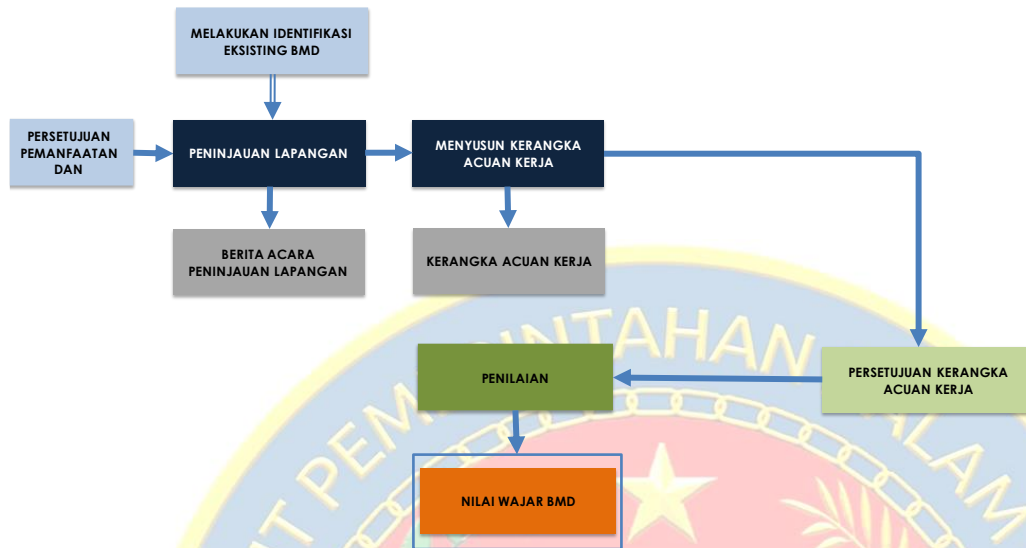 MELAKUKAN IDENTIFIKASI
EKSISTING BMD
PERSETUJUAN
PEMANFAATAN
DAN
PENINJAUAN LAPANGAN
MENYUSUN KERANGKA
ACUAN KERJA
BERITA ACARA
PENINJAUAN LAPANGAN
KERANGKA ACUAN KERJA
PENILAIAN
PERSETUJUAN KERANGKA
ACUAN KERJA
NILAI WAJAR BMD